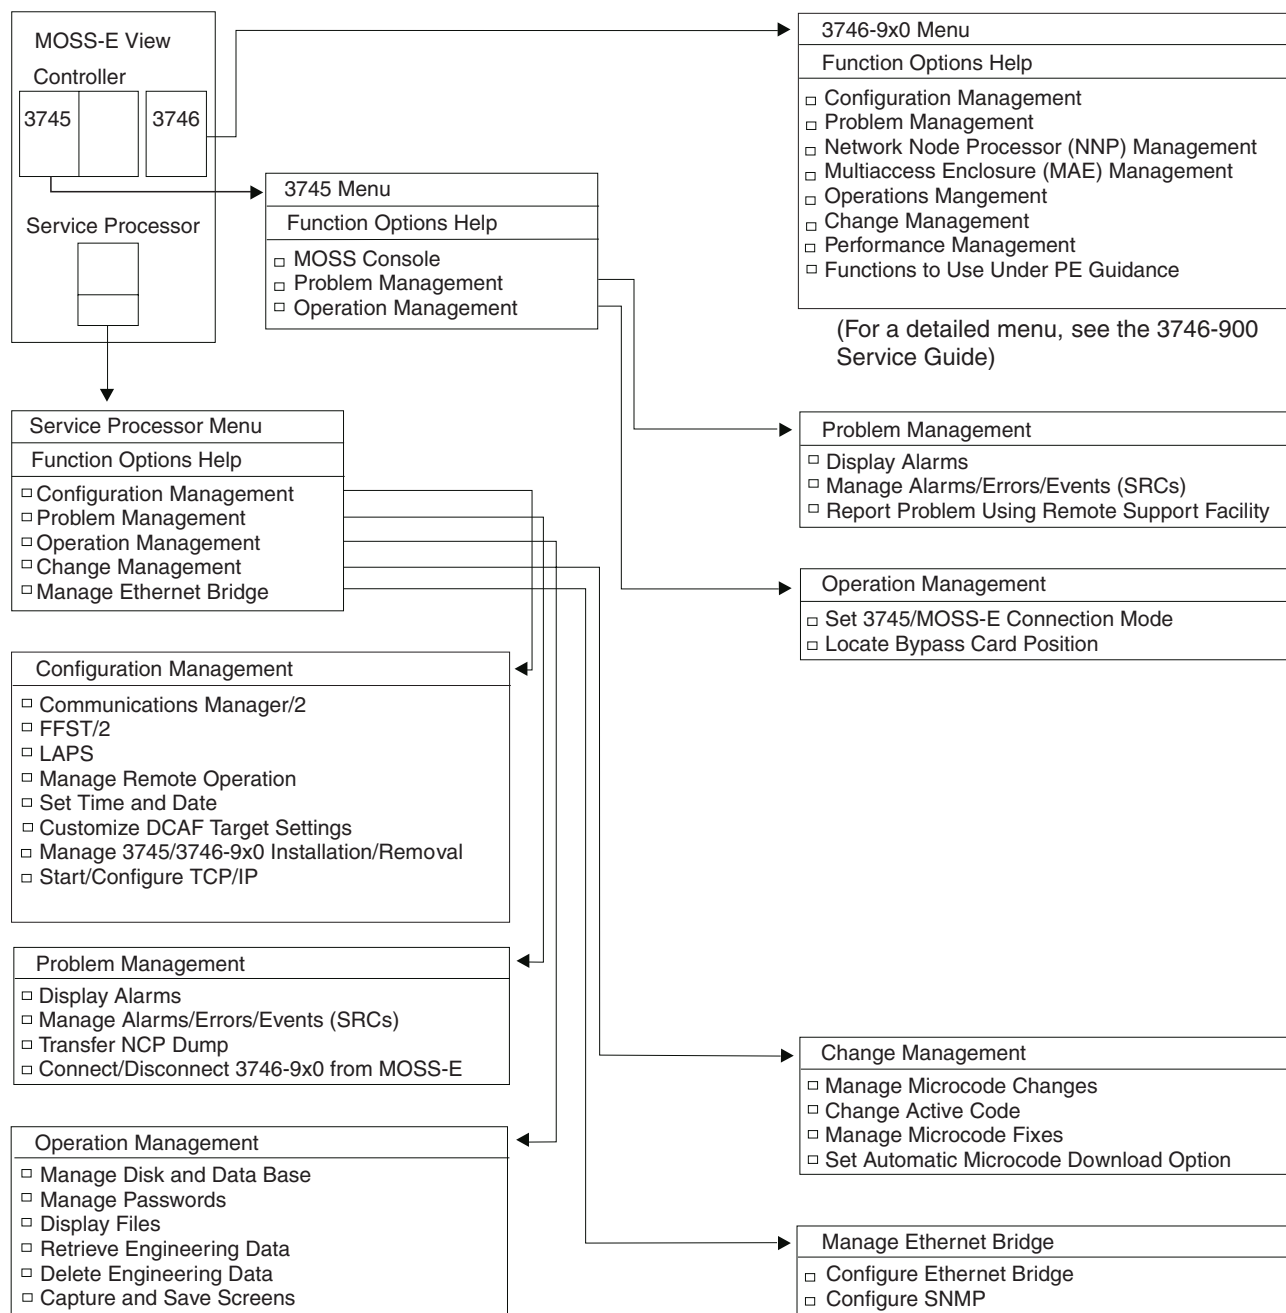 MOSS-E View
Controller
3745
3746
Service Processor
3746-9x0 Menu
Function Options Help
Configuration Management
Problem Management
Network Node Processor (NNP) Management
Multiaccess Enclosure (MAE) Management
Operations Mangement
Change Management
Performance Management
Functions to Use Under PE Guidance
(For a detailed menu, see the 3746-900
Service Guide)
3745 Menu
Function Options Help
MOSS Console
Problem Management
Operation Management
Problem Management
Display Alarms
Manage Alarms/Errors/Events (SRCs)
Report Problem Using Remote Support Facility
Operation Management
Set 3745/MOSS-E Connection Mode
Locate Bypass Card Position
Service Processor Menu
Function Options Help
Configuration Management
Problem Management
Operation Management
Change Management
Manage Ethernet Bridge
Configuration Management
Communications Manager/2
FFST/2
LAPS
Manage Remote Operation
Set Time and Date
Customize DCAF Target Settings
Manage 3745/3746-9x0 Installation/Removal
Start/Configure TCP/IP
Problem Management
Display Alarms
Manage Alarms/Errors/Events (SRCs)
Transfer NCP Dump
Connect/Disconnect 3746-9x0 from MOSS-E
Operation Management
Manage Disk and Data Base
Manage Passwords
Display Files
Retrieve Engineering Data
Delete Engineering Data
Capture and Save Screens
Change Management
Manage Microcode Changes
Change Active Code
Manage Microcode Fixes
Set Automatic Microcode Download Option
Manage Ethernet Bridge
Configure Ethernet Bridge
Configure SNMP